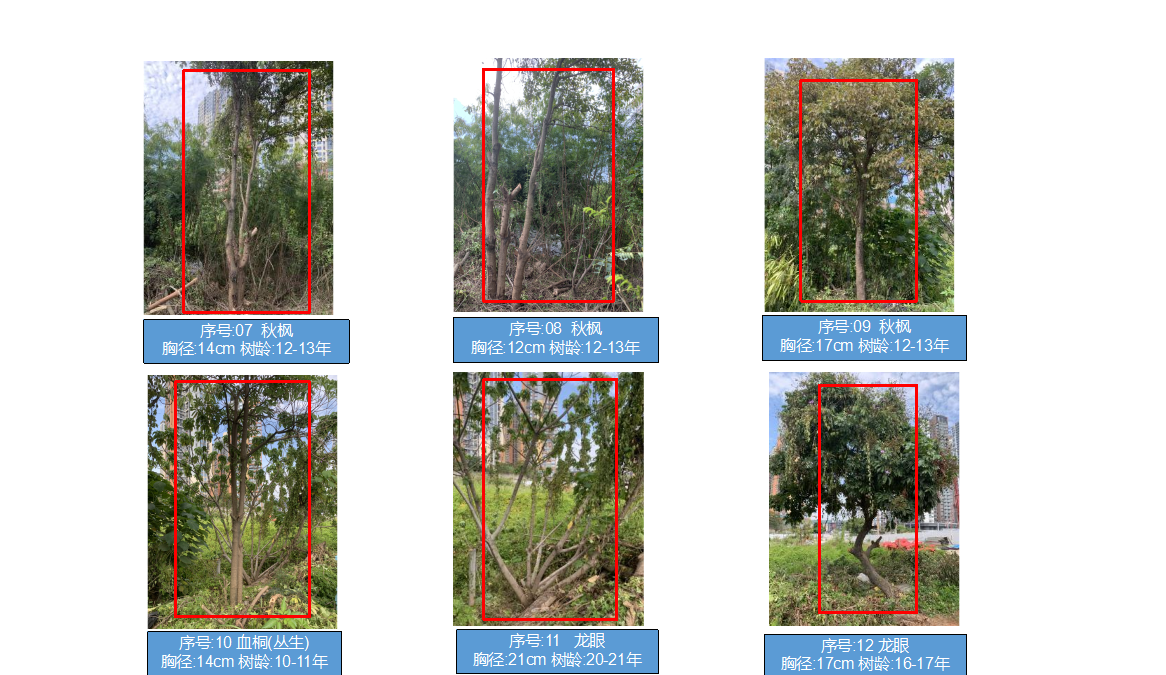 序号:07 秋枫
胸径:14cm 树龄:12-13年
序号:08 秋枫
胸径:12cm 树龄:12-13年
序号:09 秋枫
胸径:17cm 树龄:12-13年
序号:10 血桐(丛生)
胸径:14cm 树龄:10-11年
序号:11 龙眼
胸径:21cm 树龄:20-21年
序号:12 龙眼
胸径:17cm 树龄:16-17年